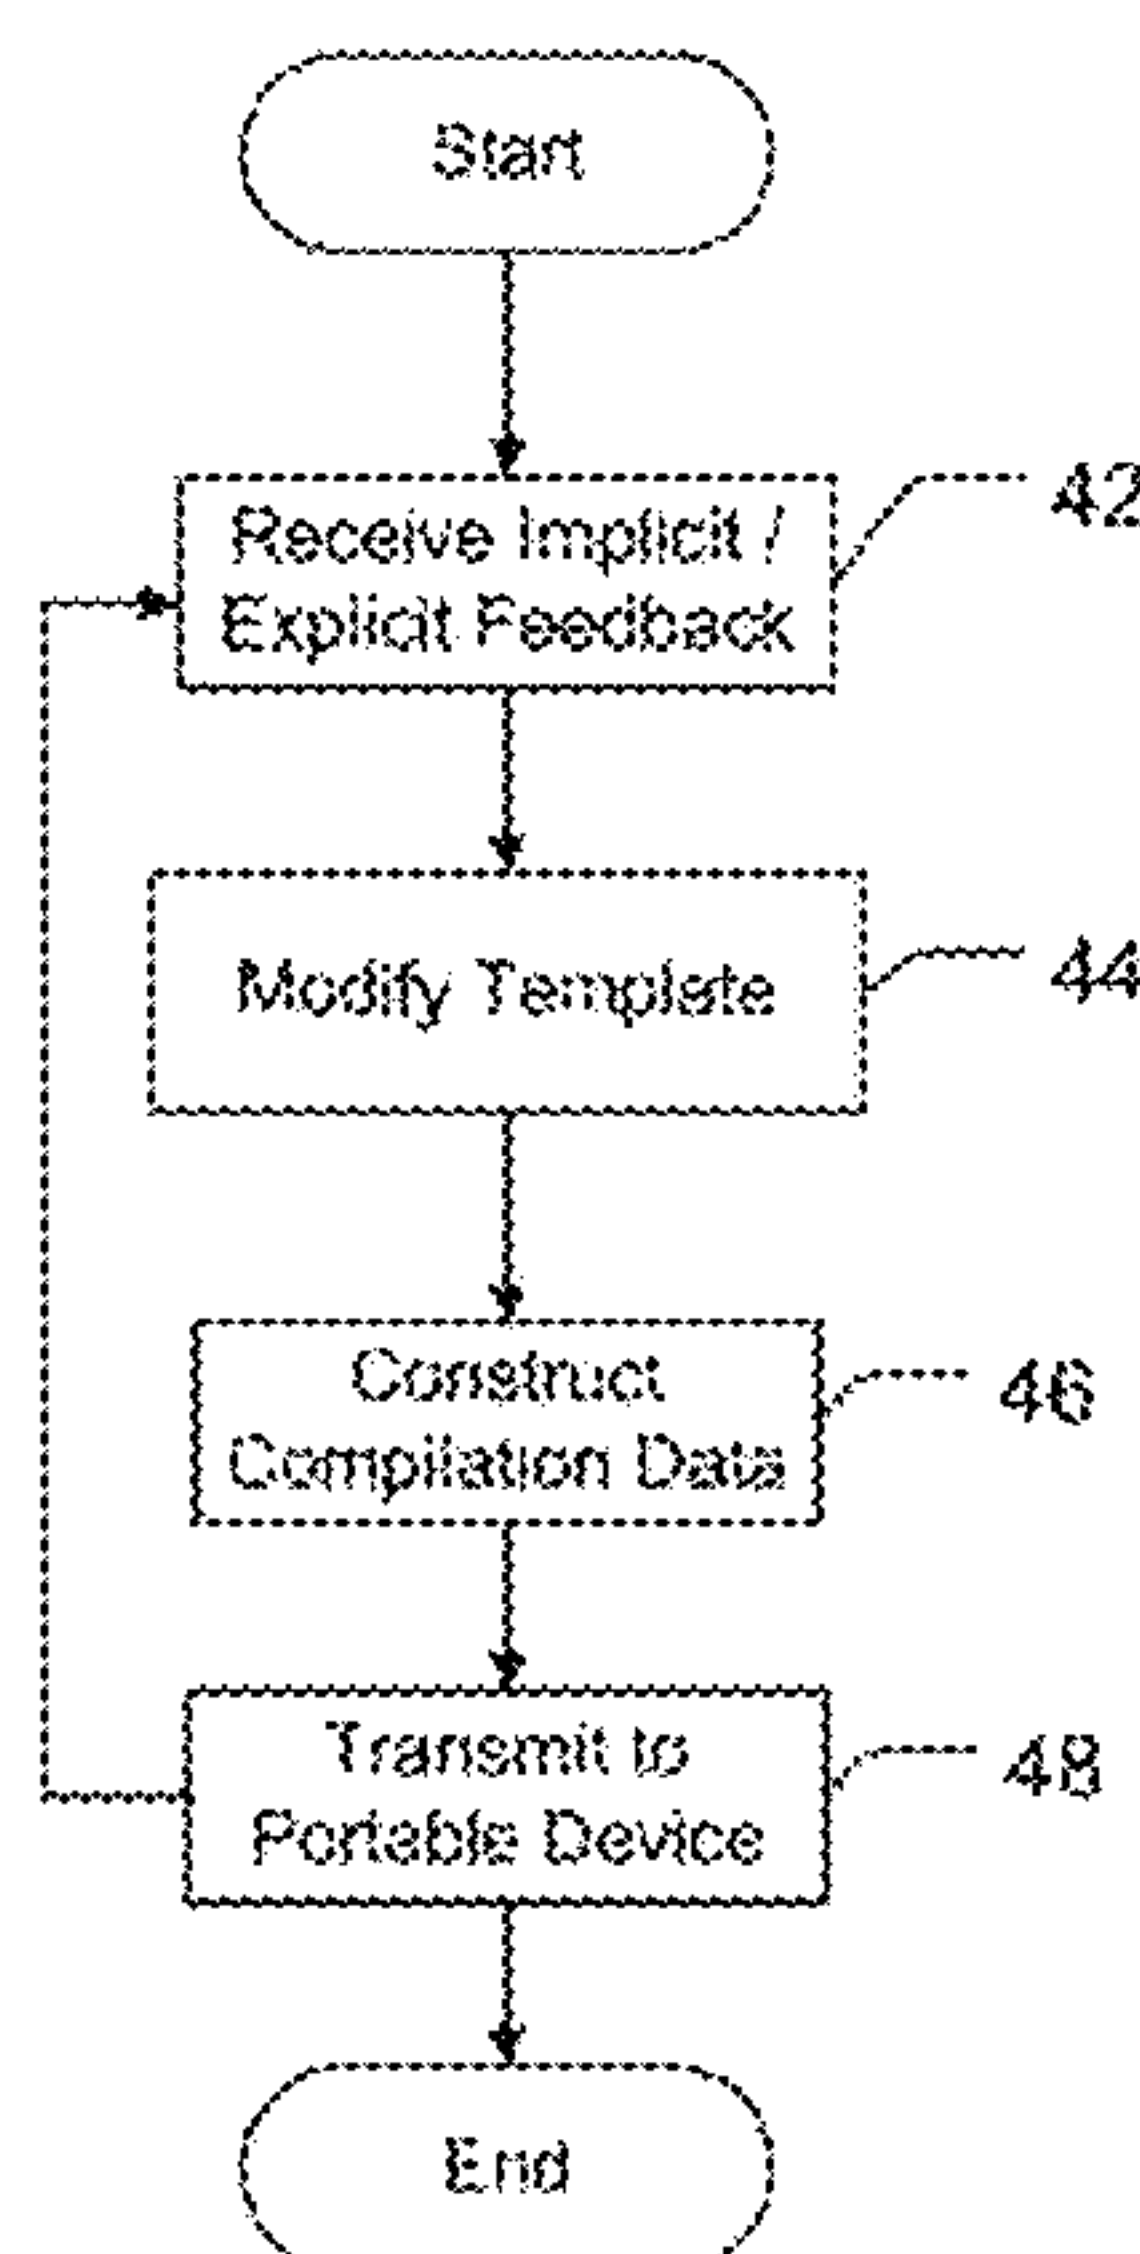 Start
Receive Implicit /
Explicit Feedback
42
Modify Template
44
Construct
Compilation Data
46
Transmit to
Portable Device
48
End